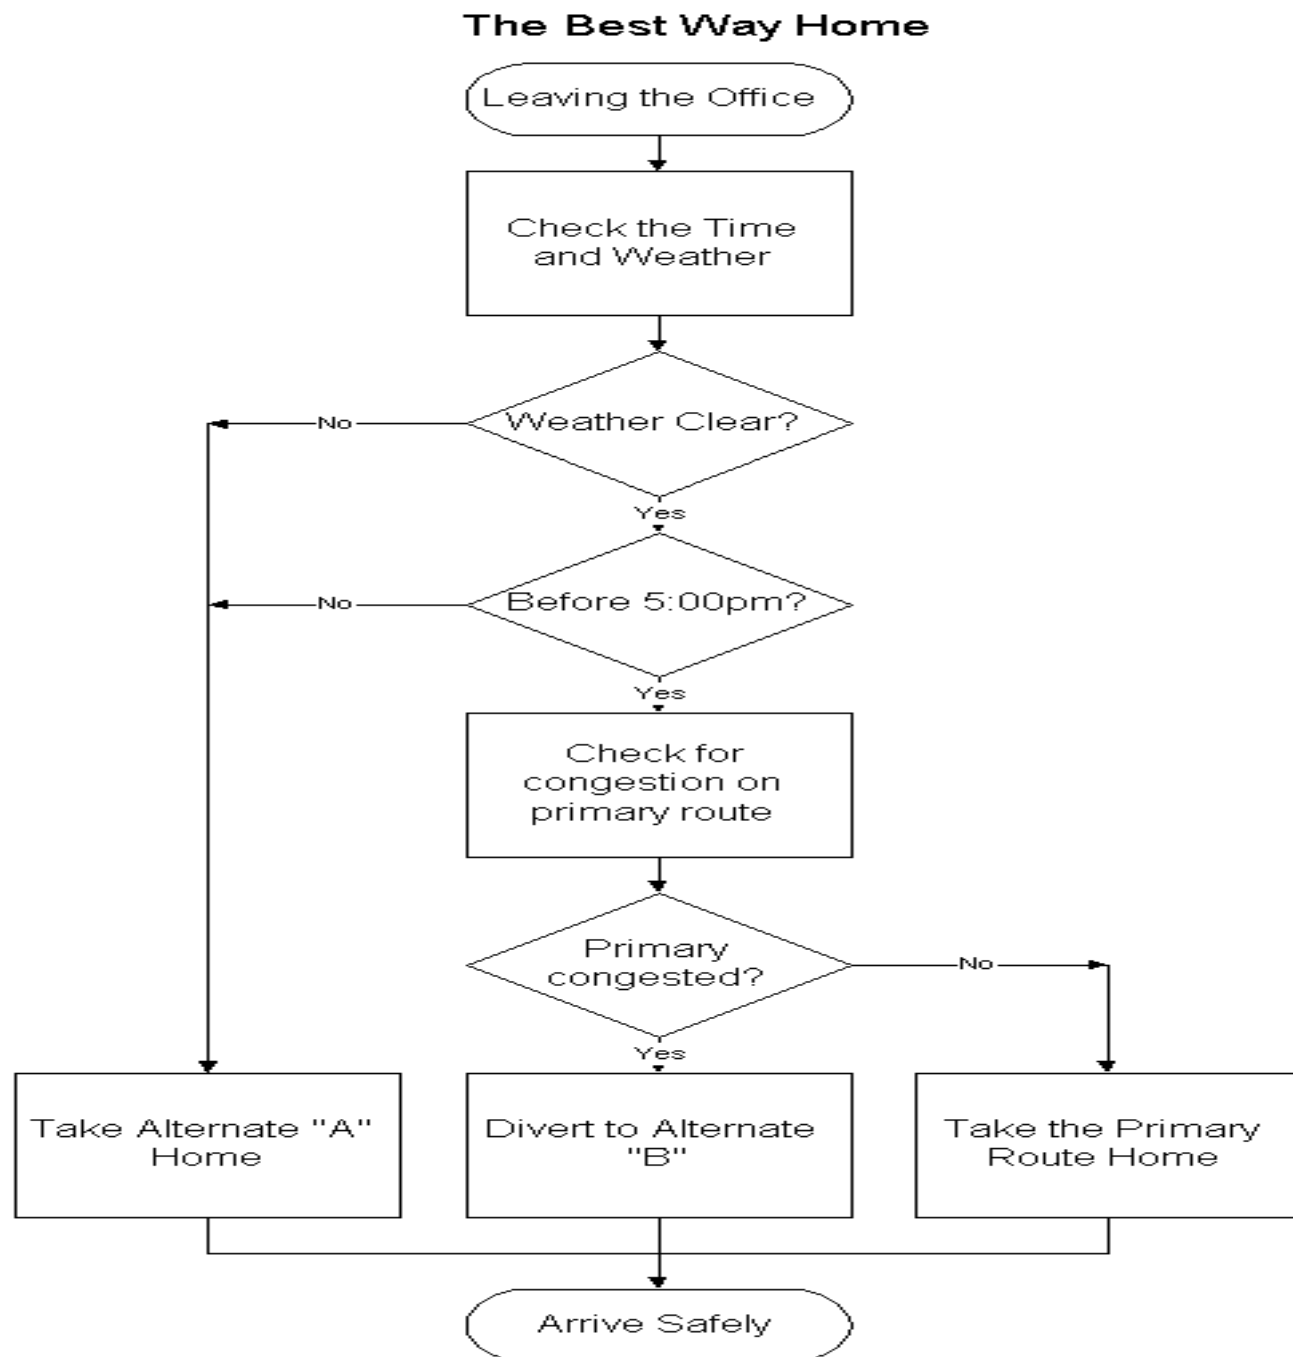 The Best Way Home
Leaving the Office
Check the Time
and Weather
Weather Clear?
No
Yes
Before 5:00pm?
No
Yes
Check for
congestion on
primary route
Primary
congested?
No
Yes
Take Alternate "A"
Home
Divert to Alternate
"B"
Take the Primary
Route Home
Arrive Safely